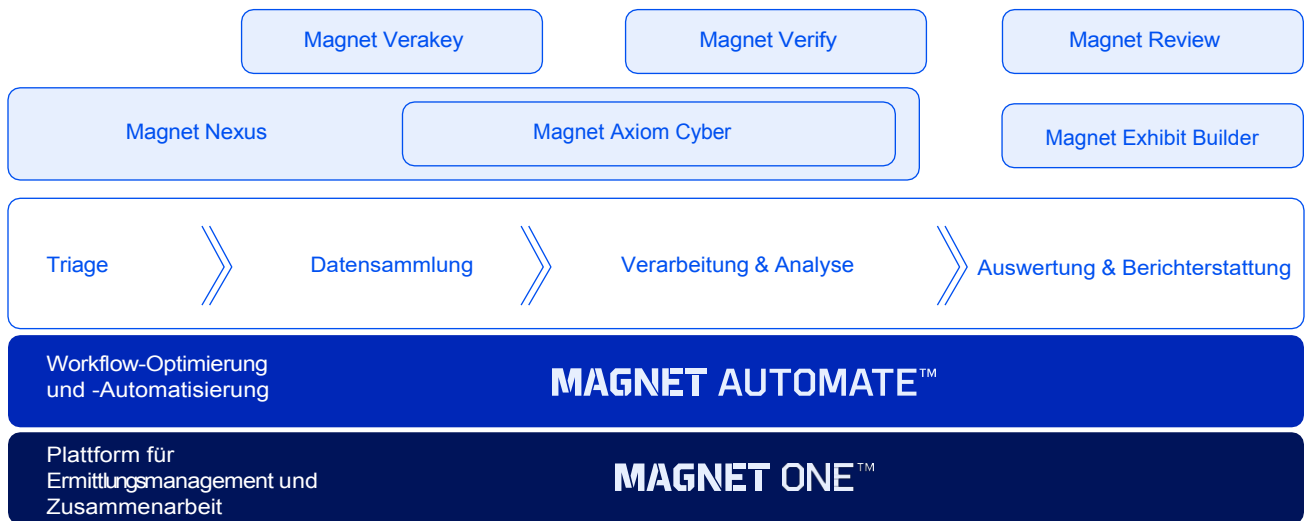 Magnet Verakey
Magnet Verify
Magnet Review
Magnet Nexus
Magnet Axiom Cyber
Magnet Exhibit Builder
Triage
Datensammlung
Verarbeitung & Analyse
Auswertung & Berichterstattung
Workflow-Optimierung
und -Automatisierung
MAGNET AUTOMATE™
Plattform für
Ermittlungsmanagement und
Zusammenarbeit
MAGNET ONE™